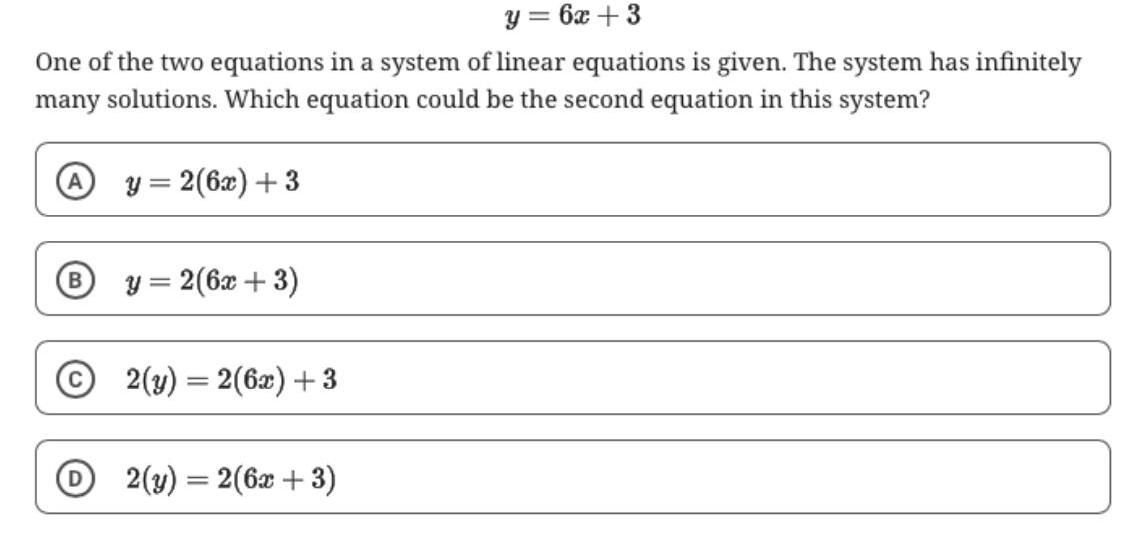 y = 6x + 3
One of the two equations in a system of linear equations is given. The system has infinitely
many solutions. Which equation could be the second equation in this system?
A y = 2(6x) + 3
B y = 2(6x + 3)
C 2(y) = 2(6x) + 3
D 2(y) = 2(6x + 3)